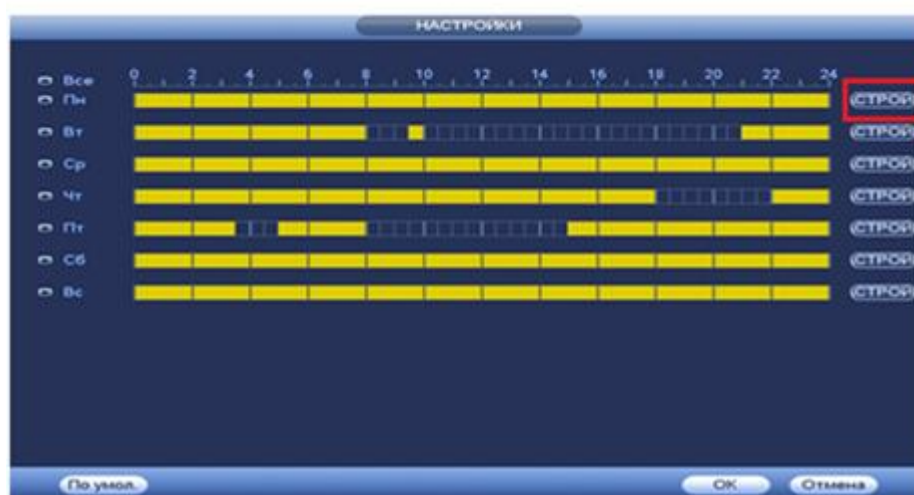 НАСТРОЙКИ
Все 0 2 4 6 8 10 12 14 16 18 20 22 24
Пн СТРОЙ
Вт СТРОЙ
Ср СТРОЙ
Чт СТРОЙ
Пт СТРОЙ
Сб СТРОЙ
Вс СТРОЙ
По умол. ОК Отмена